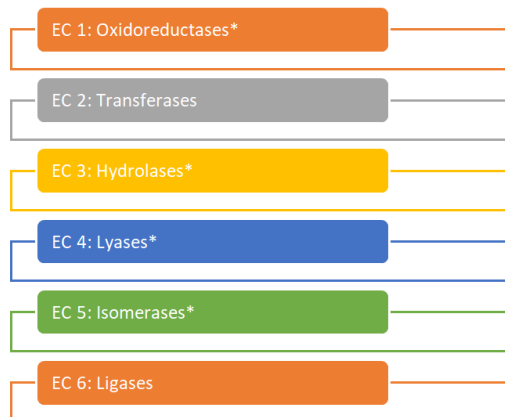 EC 1: Oxidoreductases*
EC 2: Transferases
EC 3: Hydrolases*
EC 4: Lyases*
EC 5: Isomerases*
EC 6: Ligases